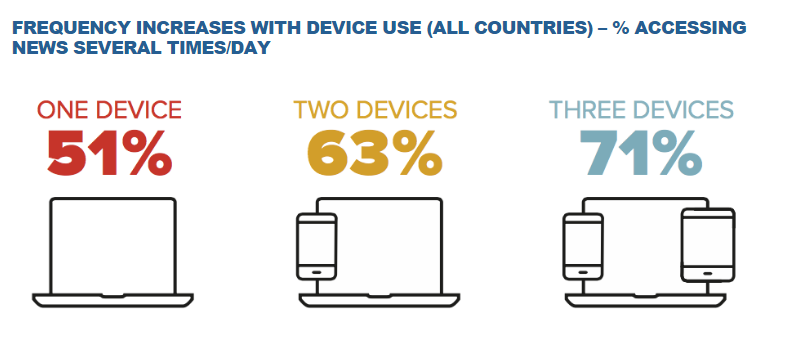 FREQUENCY INCREASES WITH DEVICE USE (ALL COUNTRIES) – % ACCESSING
NEWS SEVERAL TIMES/DAY
ONE DEVICE
51%
TWO DEVICES
63%
THREE DEVICES
71%